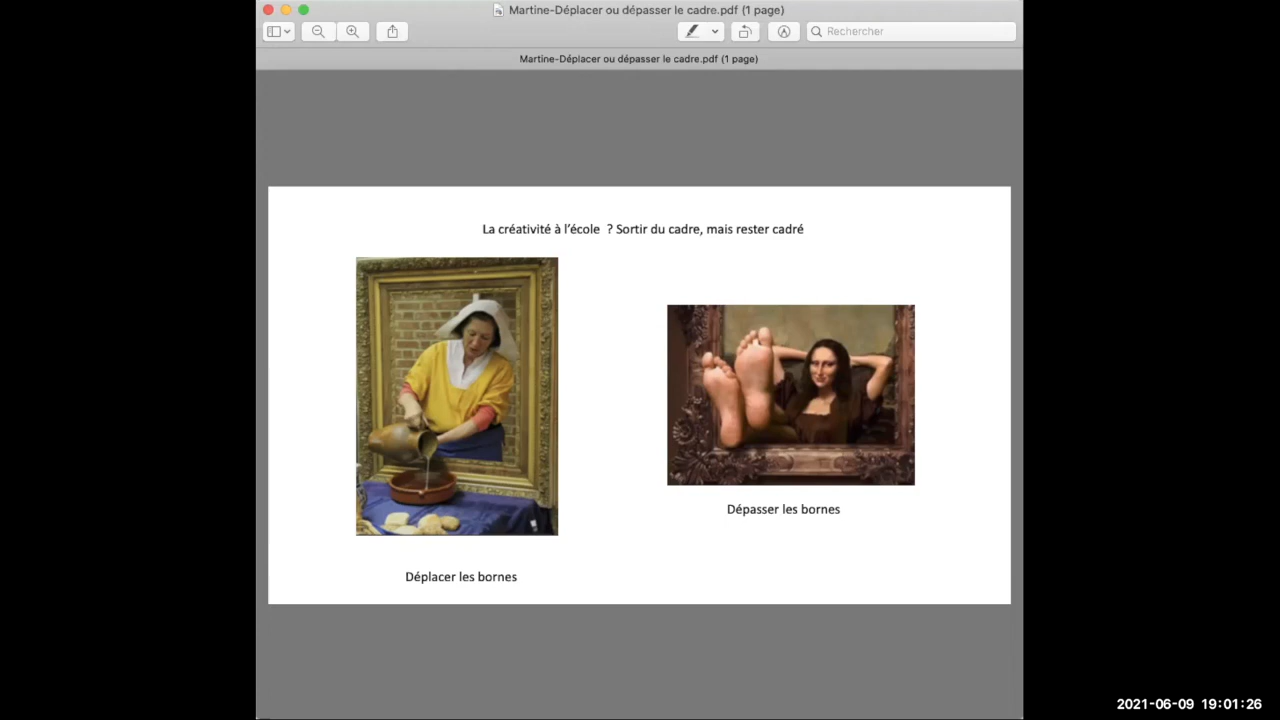 Martine-Déplacer ou dépasser le cadre.pdf (1 page)
Rechercher
Martine-Déplacer ou dépasser le cadre.pdf (1 page)
La créativité à l’école  ? Sortir du cadre, mais rester cadré
Dépasser les bornes
Déplacer les bornes
2021-06-09 19:01:26